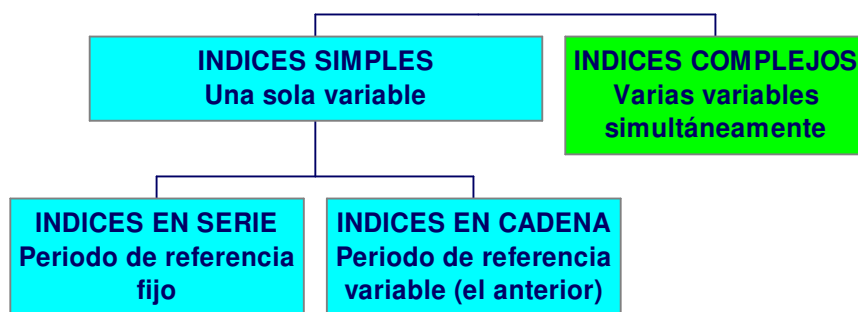 INDICES SIMPLES
Una sola variable
INDICES COMPLEJOS
Varias variables
simultáneamente
INDICES EN SERIE
Periodo de referencia
fijo
INDICES EN CADENA
Periodo de referencia
variable (el anterior)